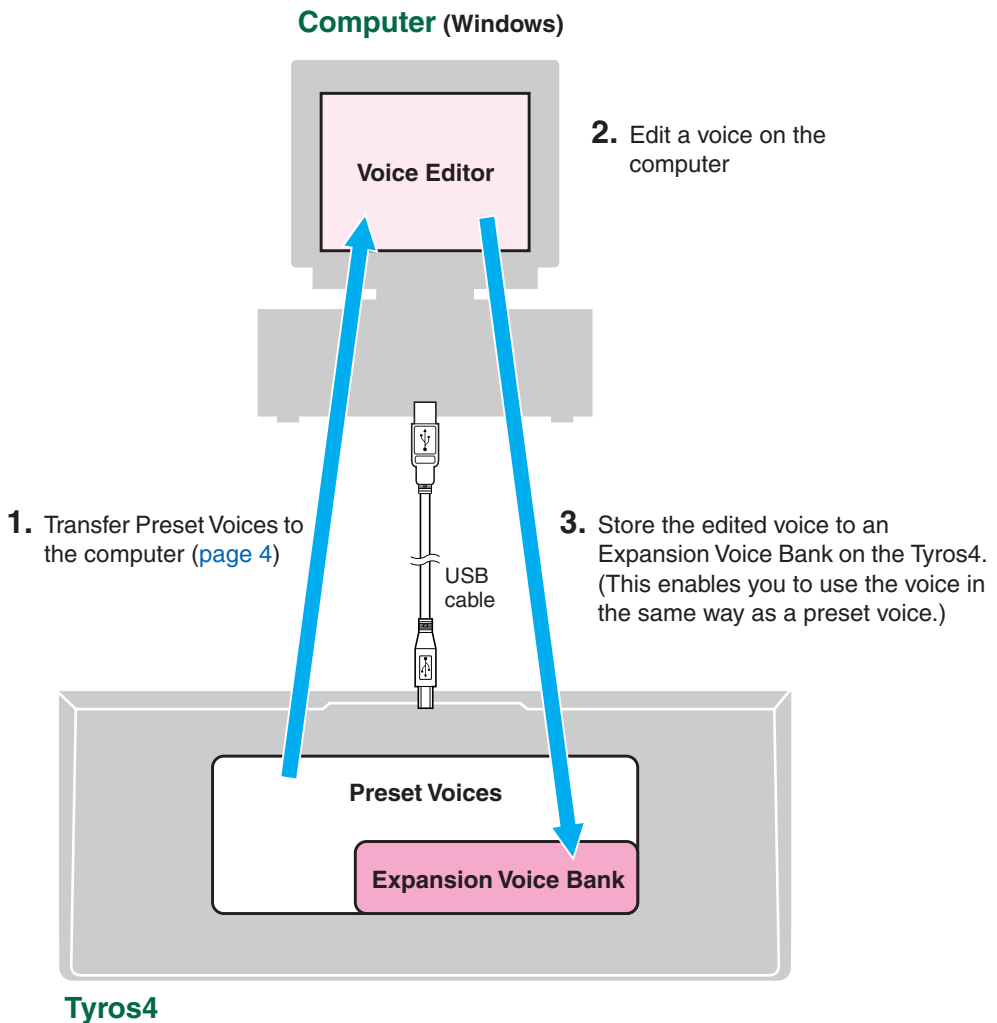 Computer (Windows)
Voice Editor
2. Edit a voice on the
computer
1. Transfer Preset Voices to
the computer (page 4)
3. Store the edited voice to an
Expansion Voice Bank on the Tyros4.
(This enables you to use the voice in
the same way as a preset voice.)
USB
cable
Preset Voices
Expansion Voice Bank
Tyros4